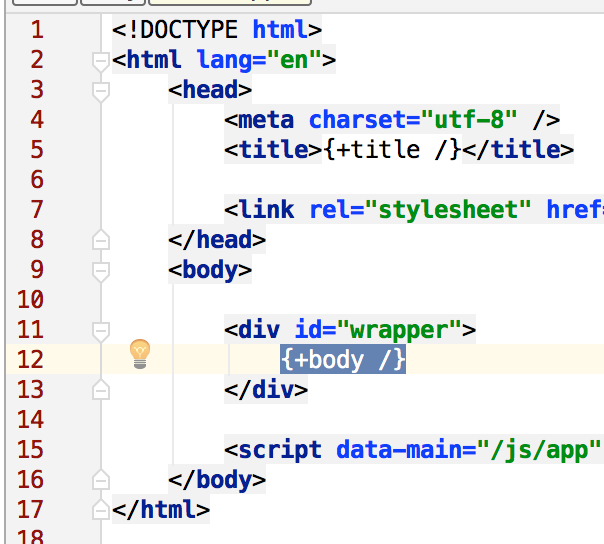 1 <!DOCTYPE html>
2 <html lang="en">
3 <head>
4 <meta charset="utf-8" />
5 <title>{+title /}</title>
6
7 <link rel="stylesheet" href=
8 </head>
9 <body>
10
11 <div id="wrapper">
12 {+body /}
13 </div>
14
15 <script data-main="/js/app"
16 </body>
17 </html>
18